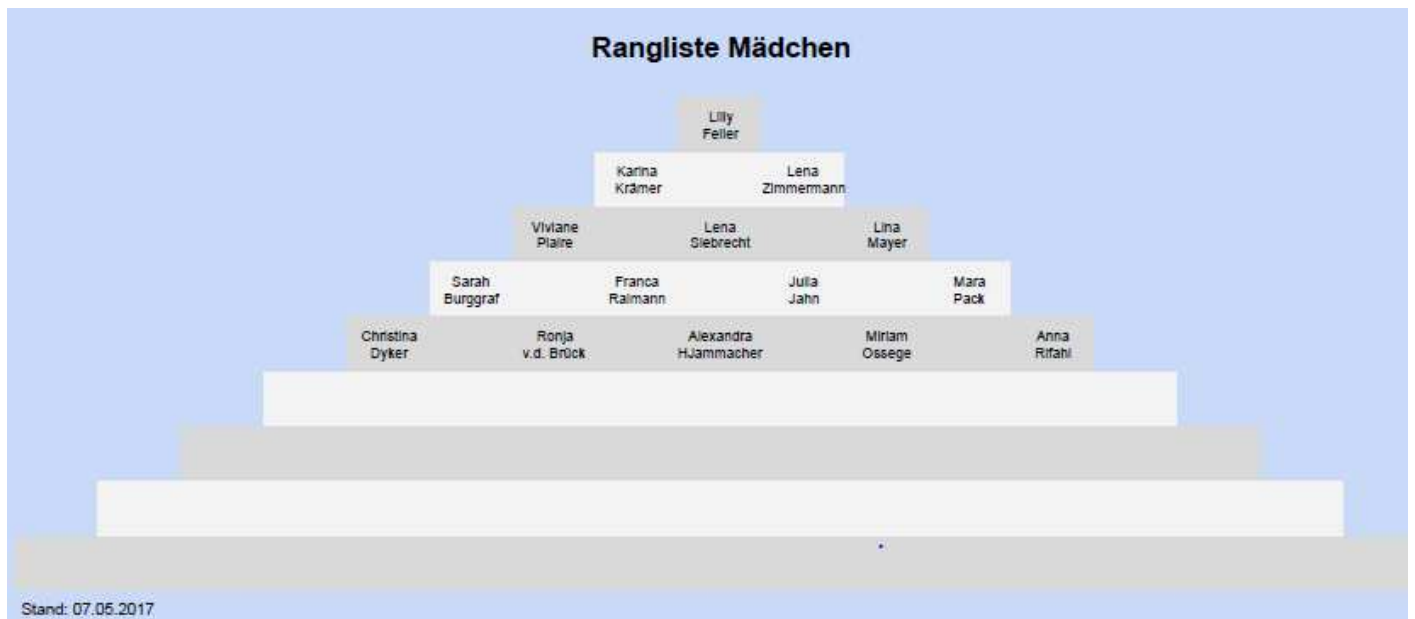 Rangliste Mädchen
Lilly
Feller
Karina Lena
Krämer Zimmermann
Viviane Lena Lina
Plaire Siebrecht Mayer
Sarah Franca Julia Mara
Burggraf Raimann Jahn Pack
Christina Ronja Alexandra Miriam Anna
Dyker v.d. Brück HJammacher Ossege Rifahl
Stand: 07.05.2017